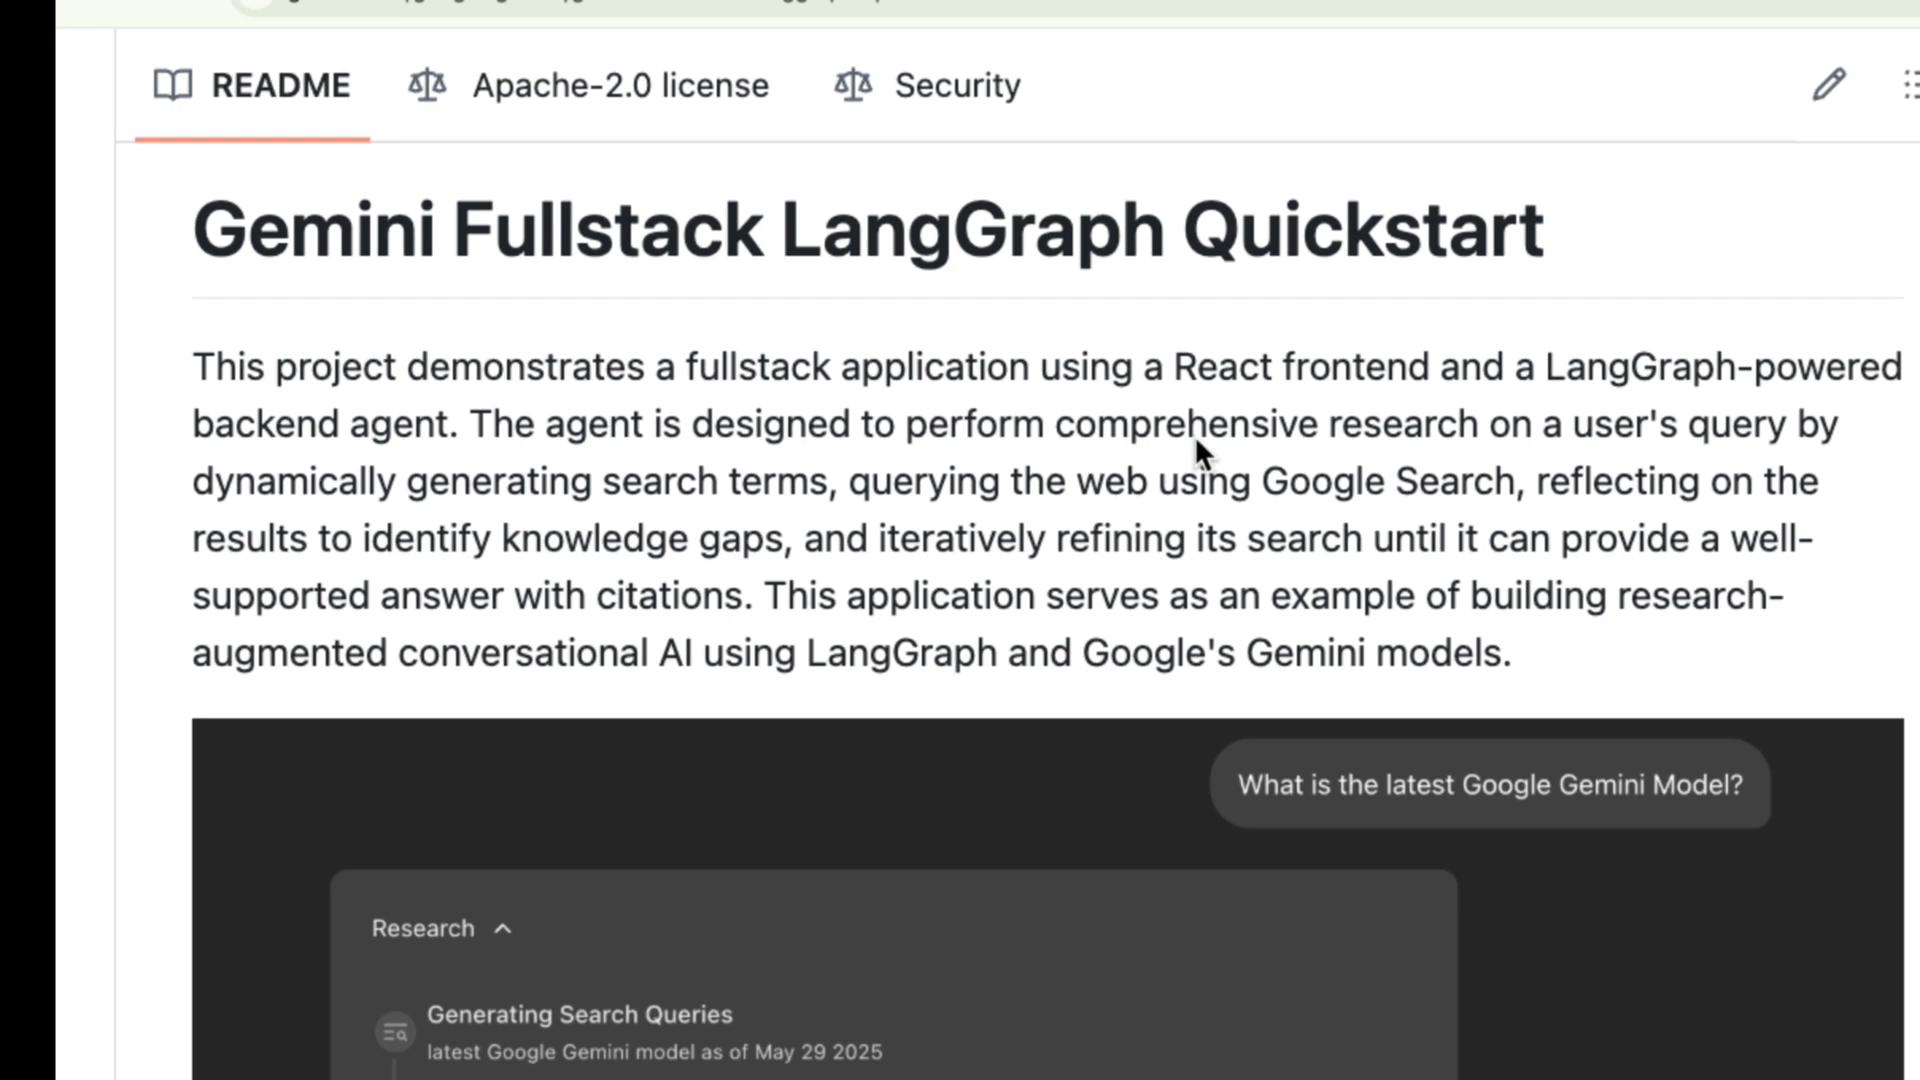 README Apache-2.0 license Security
Gemini Fullstack LangGraph Quickstart
This project demonstrates a fullstack application using a React frontend and a LangGraph-powered
backend agent. The agent is designed to perform comprehensive research on a user's query by
dynamically generating search terms, querying the web using Google Search, reflecting on the
results to identify knowledge gaps, and iteratively refining its search until it can provide a well-
supported answer with citations. This application serves as an example of building research-
augmented conversational AI using LangGraph and Google's Gemini models.
What is the latest Google Gemini Model?
Research
Generating Search Queries
latest Google Gemini model as of May 29 2025